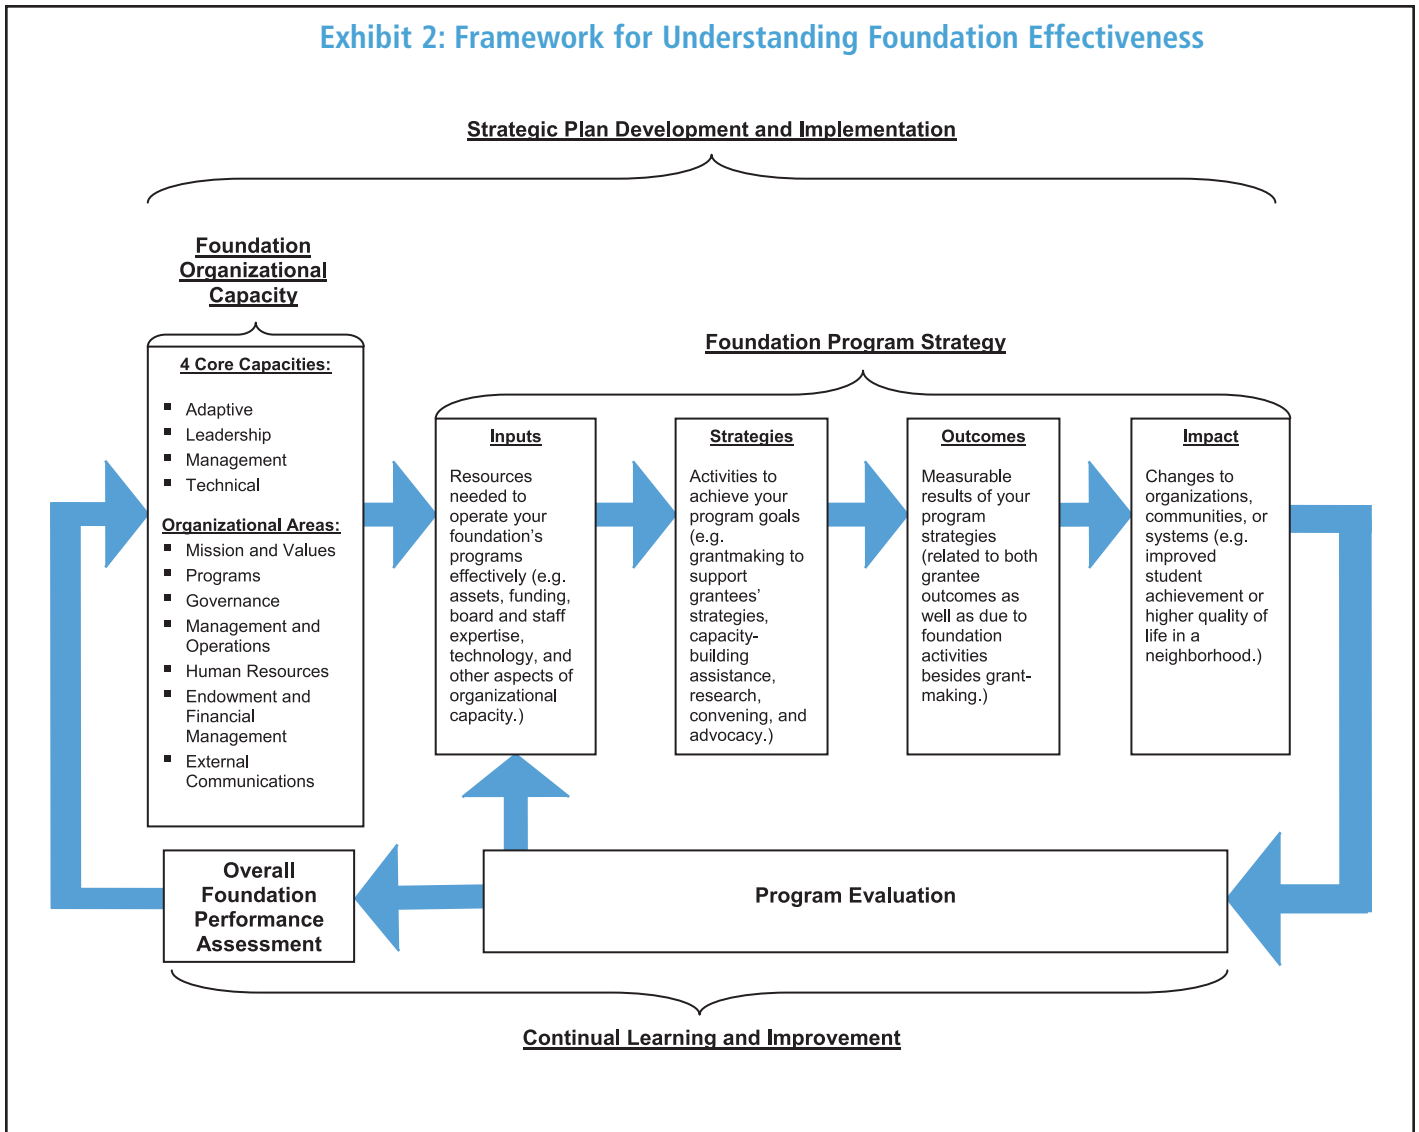 Exhibit 2: Framework for Understanding Foundation Effectiveness
Strategic Plan Development and Implementation
Foundation
Organizational
Capacity
4 Core Capacities:
▪ Adaptive
▪ Leadership
▪ Management
▪ Technical
Organizational Areas:
▪ Mission and Values
▪ Programs
▪ Governance
▪ Management and
Operations
▪ Human Resources
▪ Endowment and
Financial
Management
▪ External
Communications
Foundation Program Strategy
Inputs
Resources
needed to
operate your
foundation's
programs
effectively (e.g.
assets, funding,
board and staff
expertise,
technology, and
other aspects of
organizational
capacity.)
Strategies
Activities to
achieve your
program goals
(e.g.
grantmaking to
support
grantees'
strategies,
capacity-
building
assistance,
research,
convening, and
advocacy.)
Outcomes
Measurable
results of your
program
strategies
(related to both
grantee
outcomes as
well as due to
foundation
activities
besides grant-
making.)
Impact
Changes to
organizations,
communities, or
systems (e.g.
improved
student
achievement or
higher quality of
life in a
neighborhood.)
Overall
Foundation
Performance
Assessment
Program Evaluation
Continual Learning and Improvement